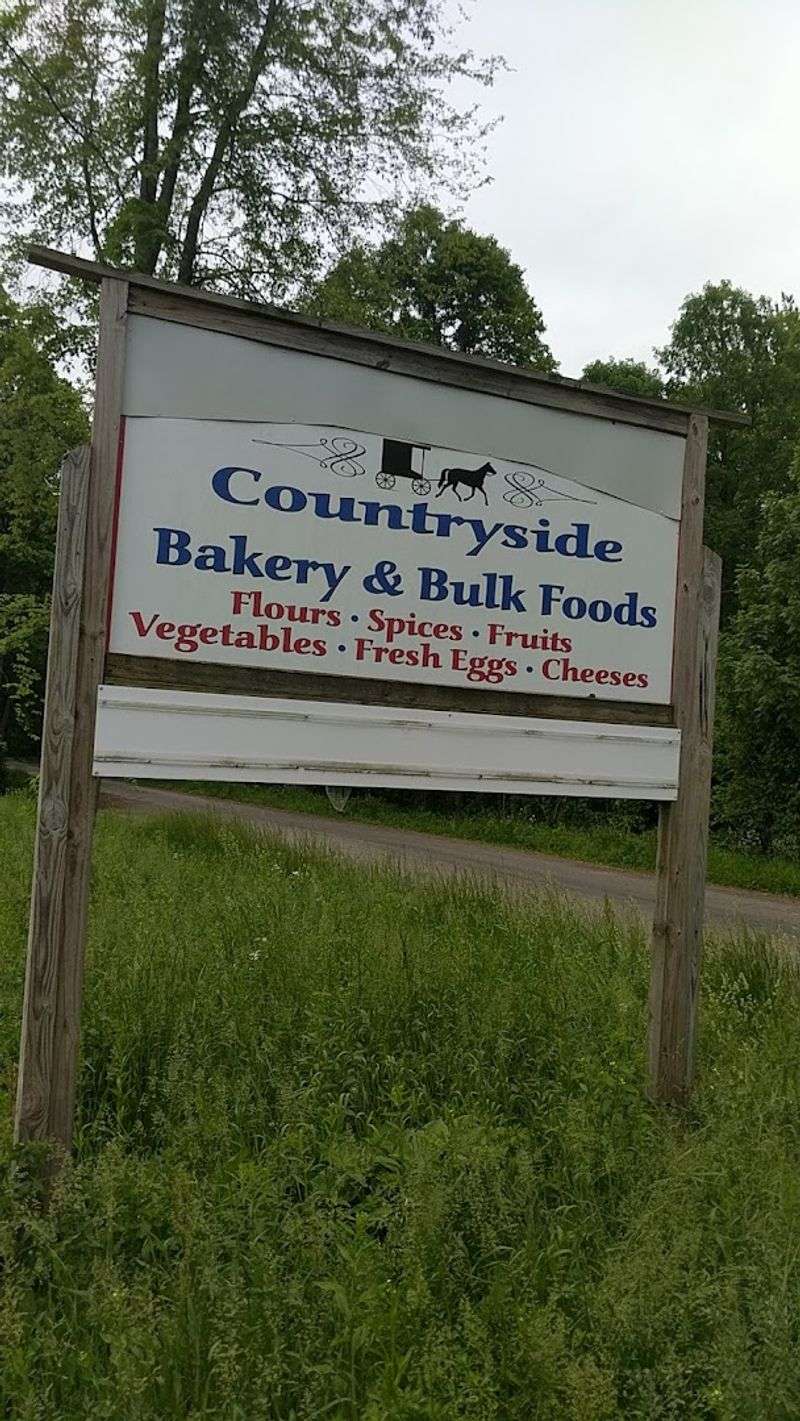 Countryside
Bakery & Bulk Foods
Flours · Spices · Fruits
Vegetables · Fresh Eggs · Cheeses